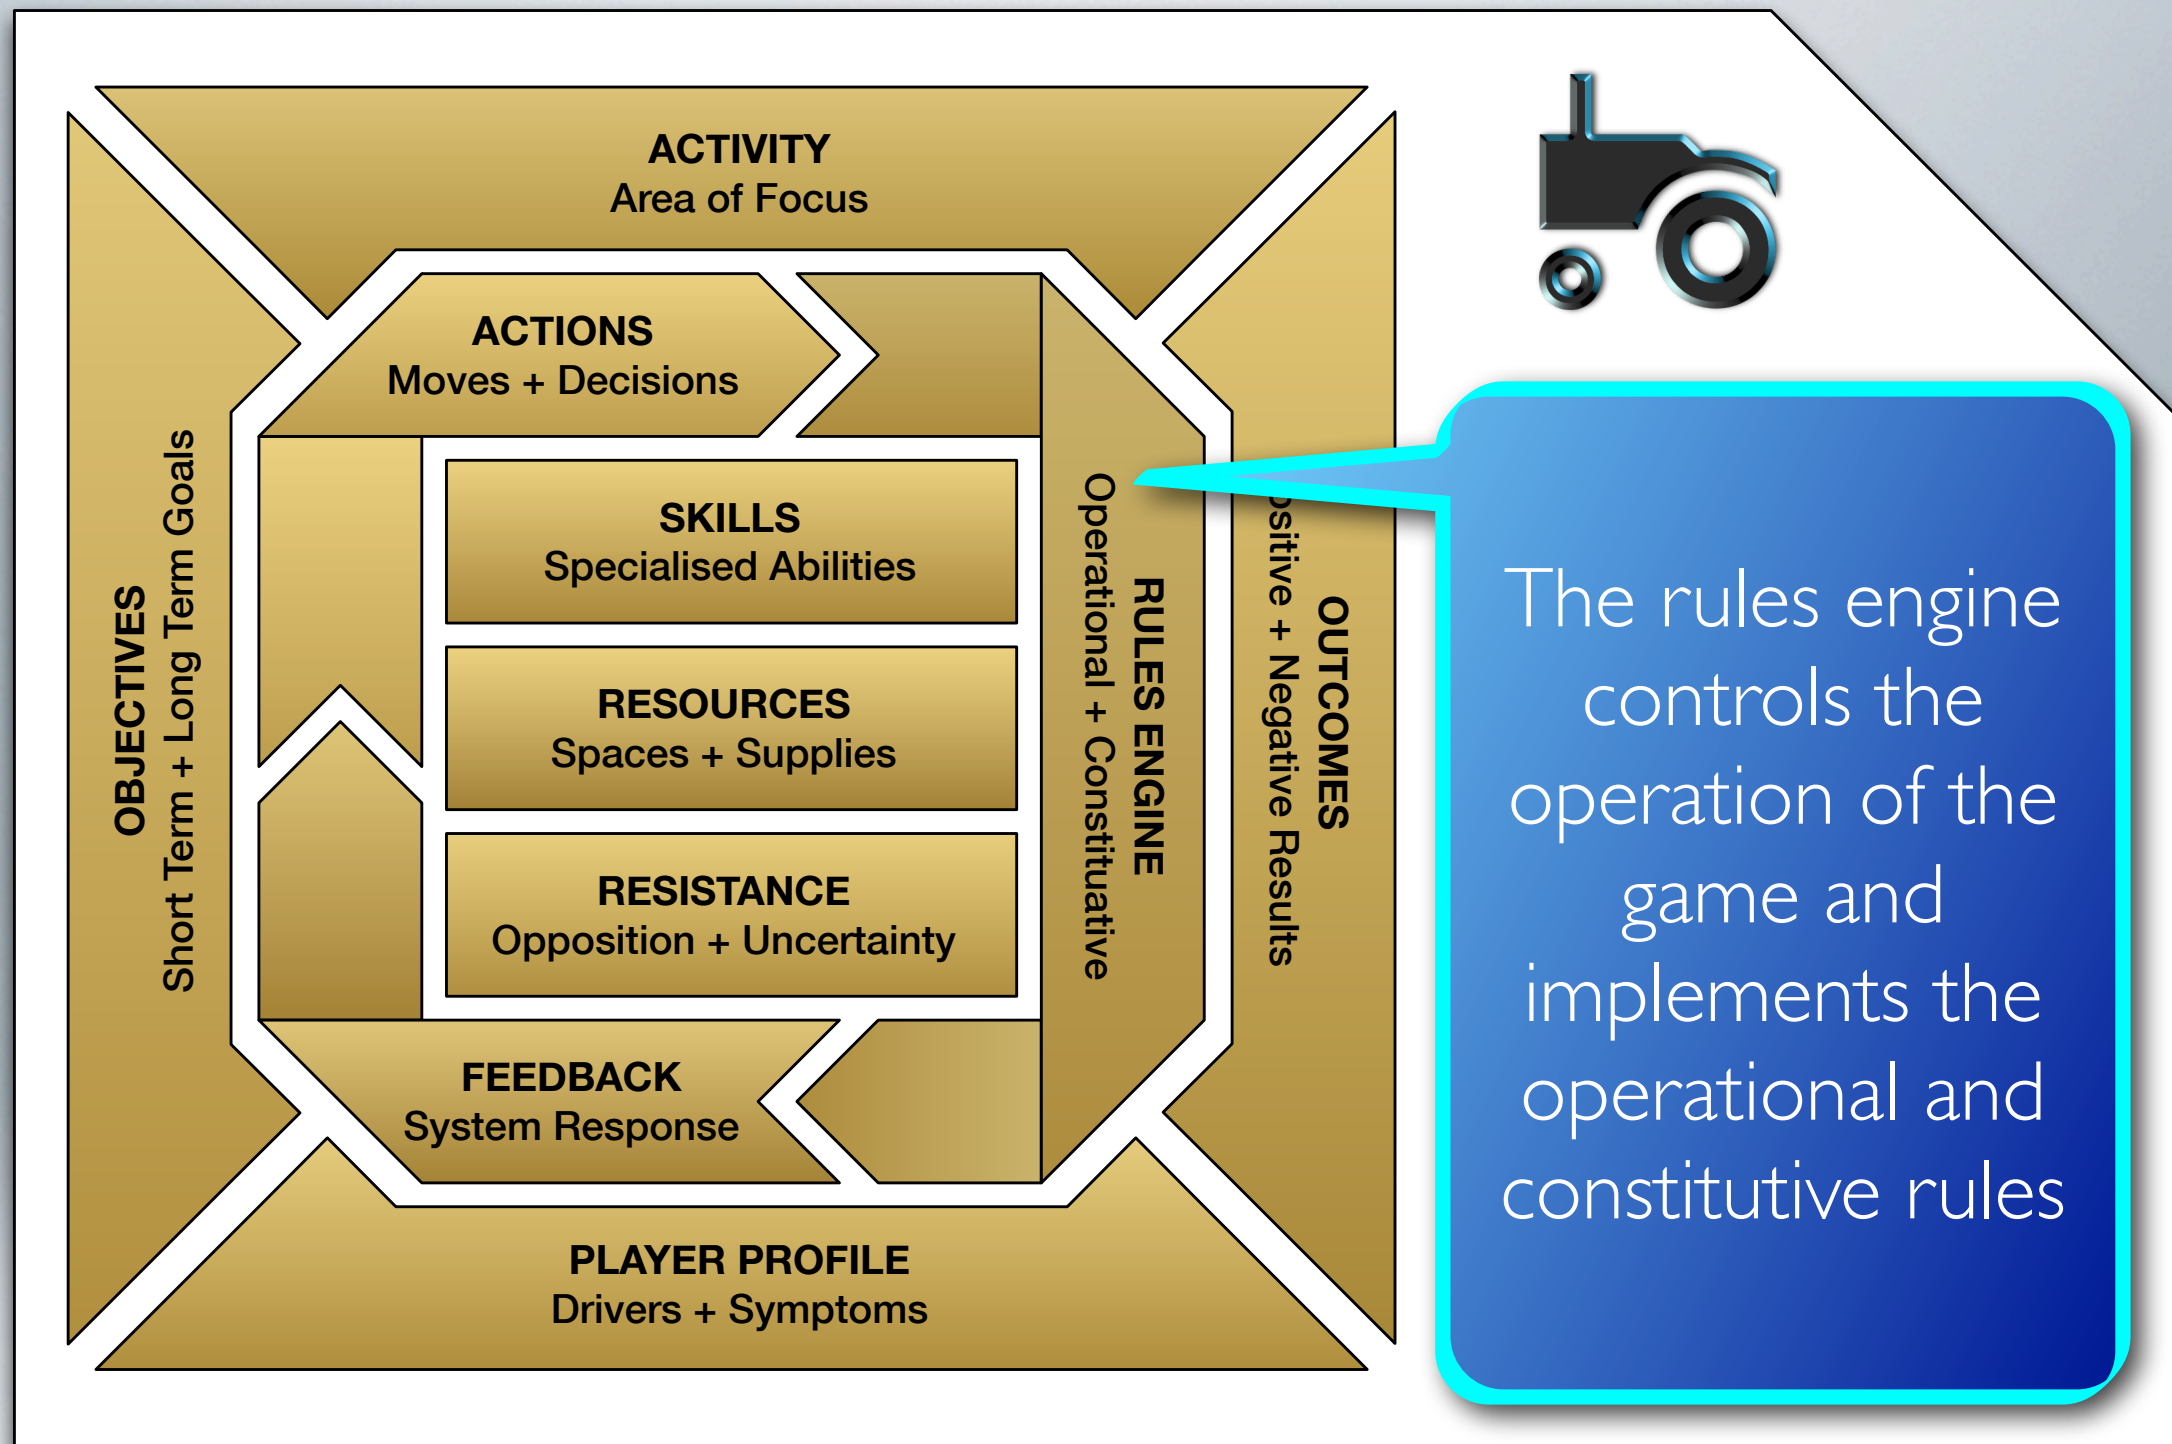 ACTIVITY
Area of Focus
ACTIONS
Moves + Decisions
OBJECTIVES
Short Term + Long Term Goals
SKILLS
Specialised Abilities
RESOURCES
Spaces + Supplies
RESISTANCE
Opposition + Uncertainty
RULES ENGINE
Operational + Constituative
OUTCOMES
+ Negative Results
FEEDBACK
System Response
PLAYER PROFILE
Drivers + Symptoms
The rules engine
controls the
operation of the
game and
implements the
operational and
constitutive rules